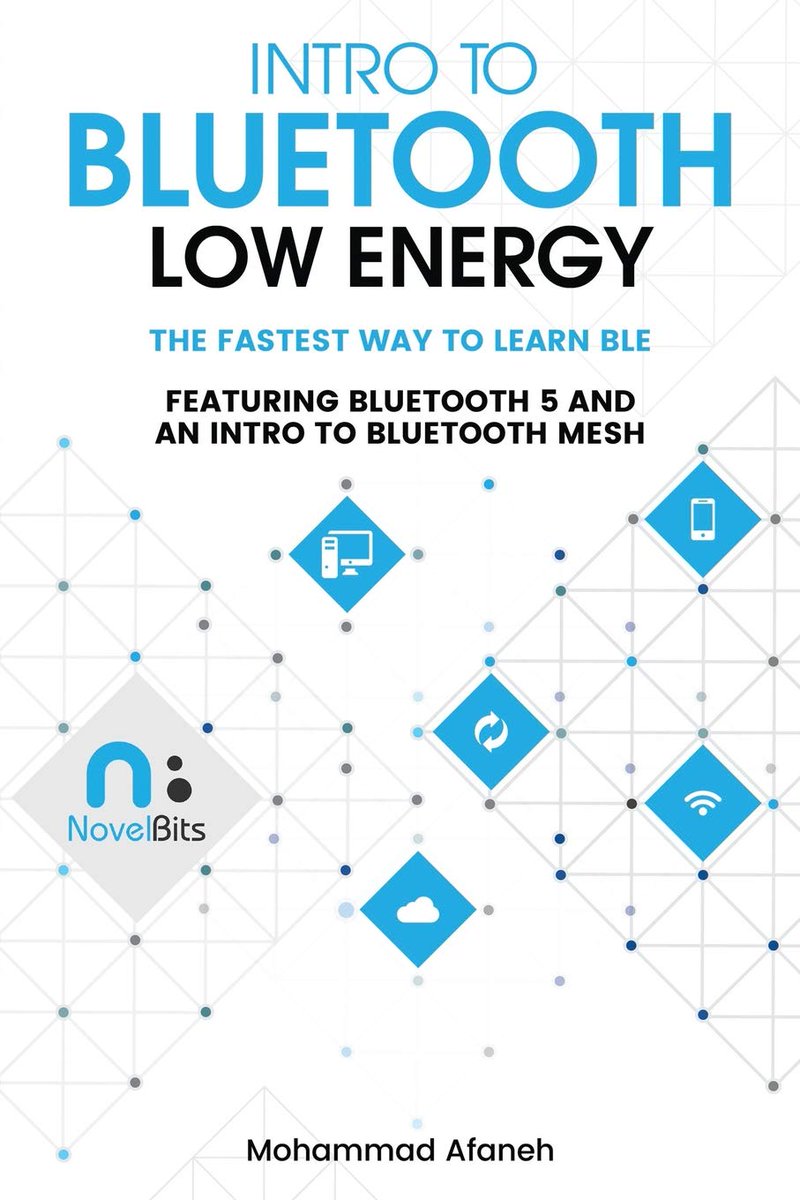 INTRO TO
BLUETOOTH
LOW ENERGY
THE FASTEST WAY TO LEARN BLE
FEATURING BLUETOOTH 5 AND
AN INTRO TO BLUETOOTH MESH
n:
NovelBits
Mohammad Afaneh